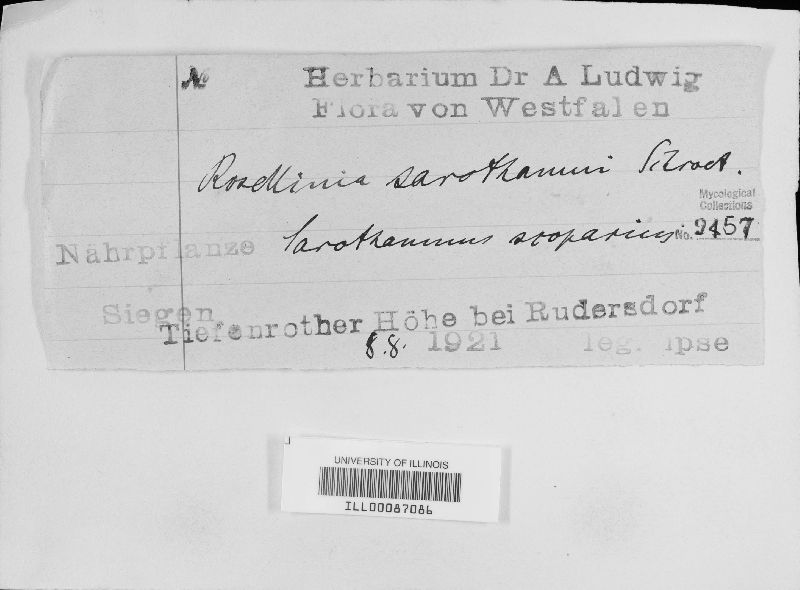 № Herbarium Dr A Ludwig
Flora von Westfalen
Rosellinia sarothamni Schroet.
Mycological
Collections
No. 9457
Nährpflanze Sarothamnus scoparius
Siegen
Tiefenrother Höhe bei Rudersdorf
8.8. 1921 leg. ipse
UNIVERSITY OF ILLINOIS
ILL00087086